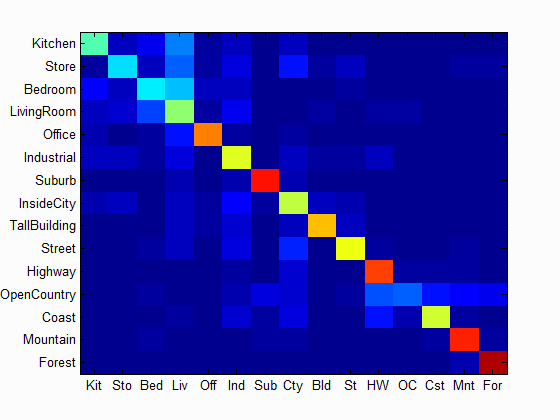 Kitchen
Store
Bedroom
LivingRoom
Office
Industrial
Suburb
InsideCity
TallBuilding
Street
Highway
OpenCountry
Coast
Mountain
Forest
Kit Sto Bed Liv Off Ind Sub Cty Bld St HW OC Cst Mnt For